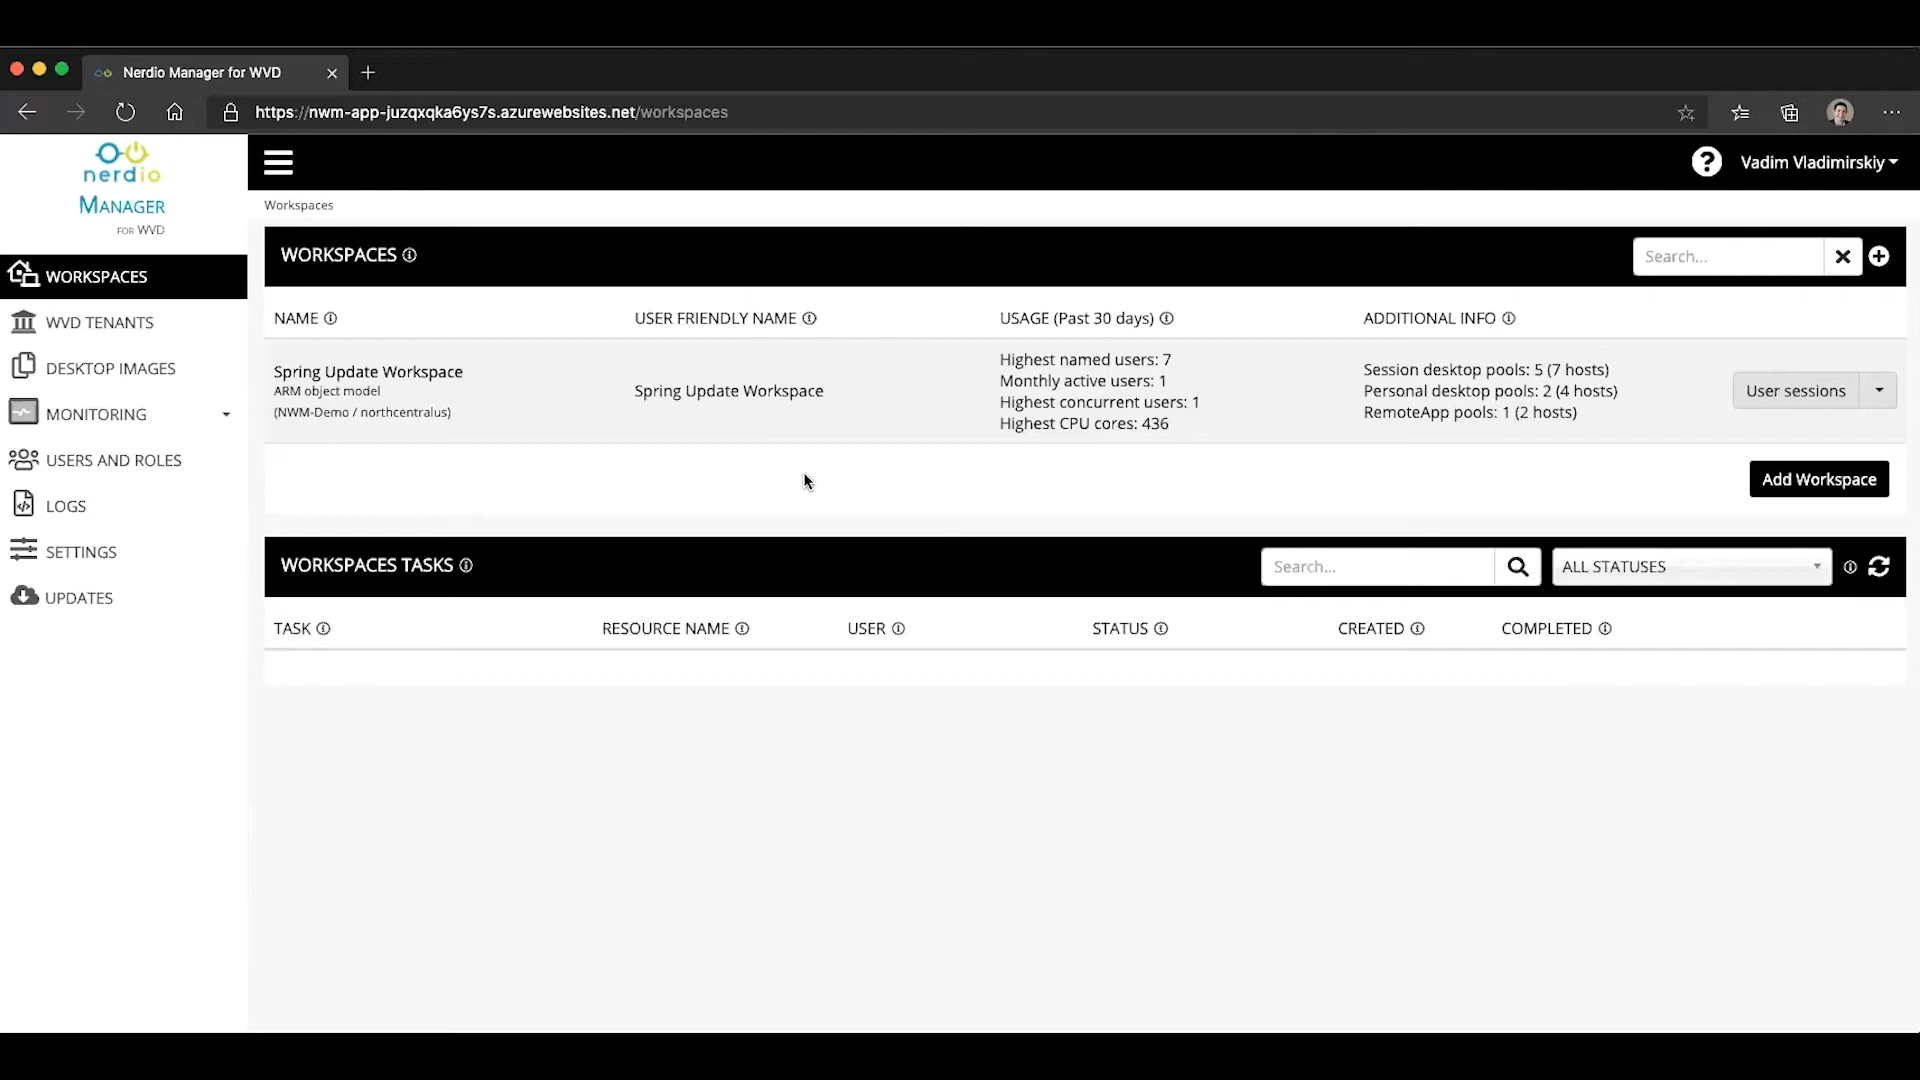 Nerdio Manager for WVD
https://nwm-app-juzqxqka6ys7s.azurewebsites.net/workspaces
nerdio
MANAGER
FOR WVD
Vadim Vladimirskiy
Workspaces
WORKSPACES
WORKSPACES
Search...
WVD TENANTS
DESKTOP IMAGES
MONITORING
USERS AND ROLES
LOGS
SETTINGS
UPDATES
NAME
USER FRIENDLY NAME
USAGE (Past 30 days)
ADDITIONAL INFO
Spring Update Workspace
ARM object model
(NWM-Demo / northcentralus)
Spring Update Workspace
Highest named users: 7
Monthly active users: 1
Highest concurrent users: 1
Highest CPU cores: 436
Session desktop pools: 5 (7 hosts)
Personal desktop pools: 2 (4 hosts)
RemoteApp pools: 1 (2 hosts)
User sessions
Add Workspace
WORKSPACES TASKS
Search...
ALL STATUSES
TASK
RESOURCE NAME
USER
STATUS
CREATED
COMPLETED